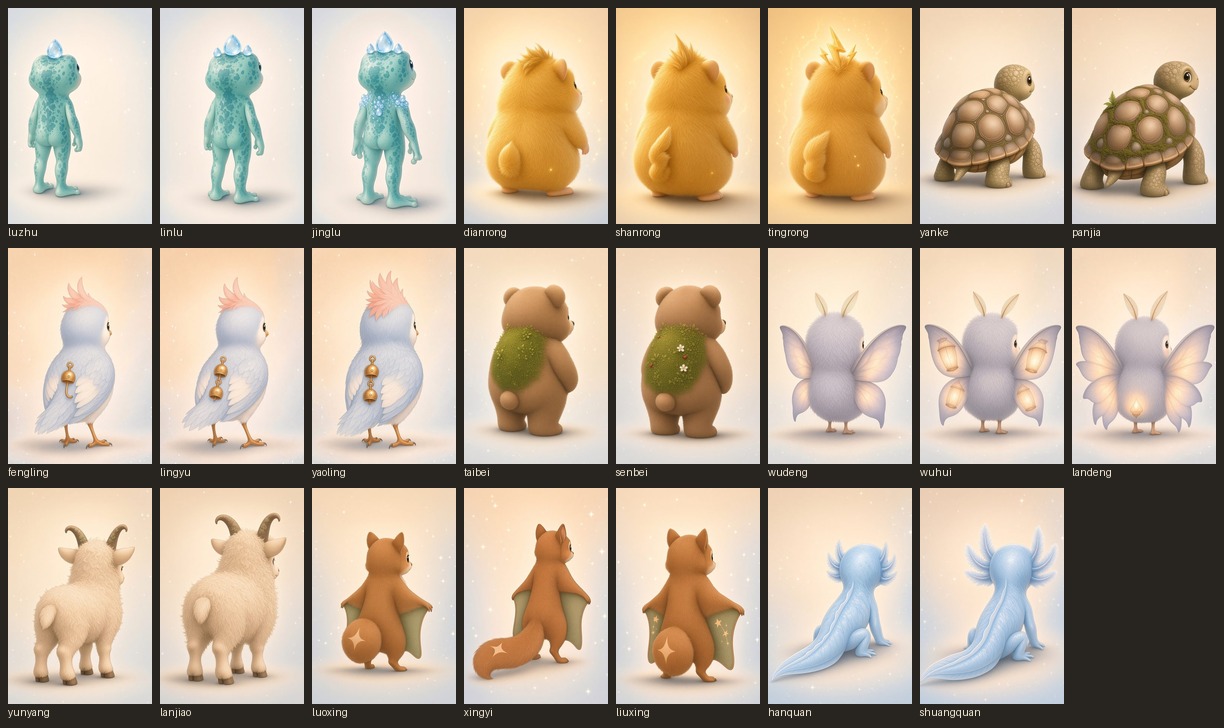 luzhu
linlu
jinglu
dianrong
shanrong
tingrong
yanke
panjia
fengling
lingyu
yaoling
taibei
senbei
wudeng
wuhui
landeng
yunyang
lanjiao
luoxing
xingyi
liuxing
hanquan
shuangquan